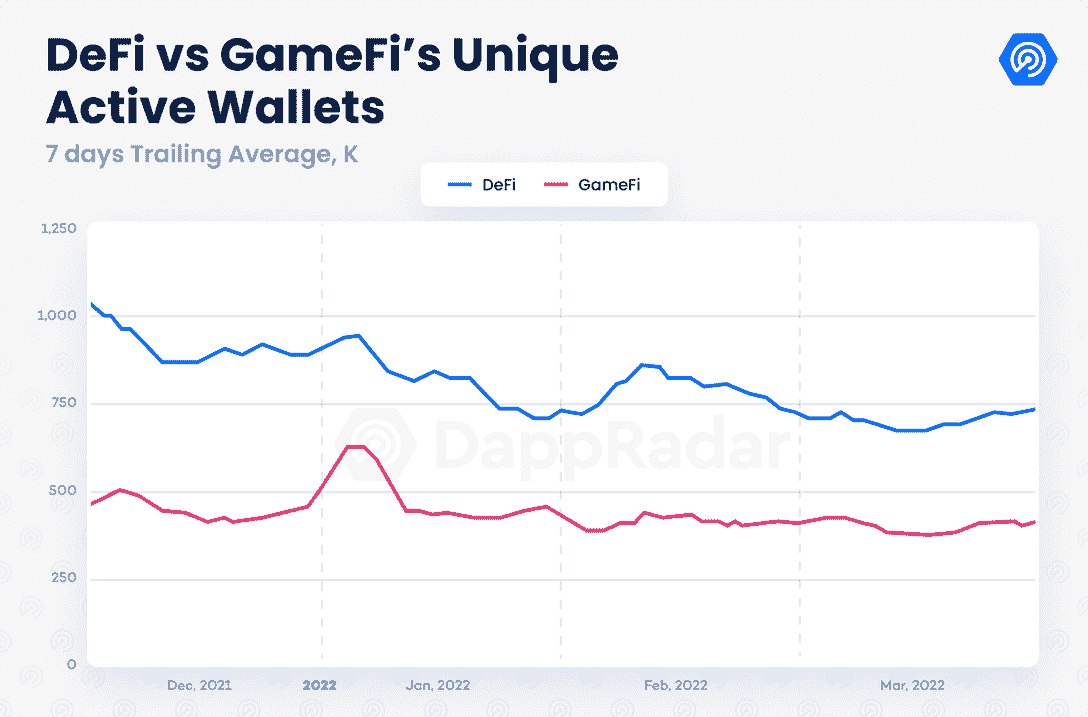 DeFi vs GameFi’s Unique
Active Wallets
7 days Trailing Average, K
DeFi GameFi
1,250
1,000
750
DappRadar
500
250
0
Dec, 2021 2022 Jan, 2022 Feb, 2022 Mar, 2022